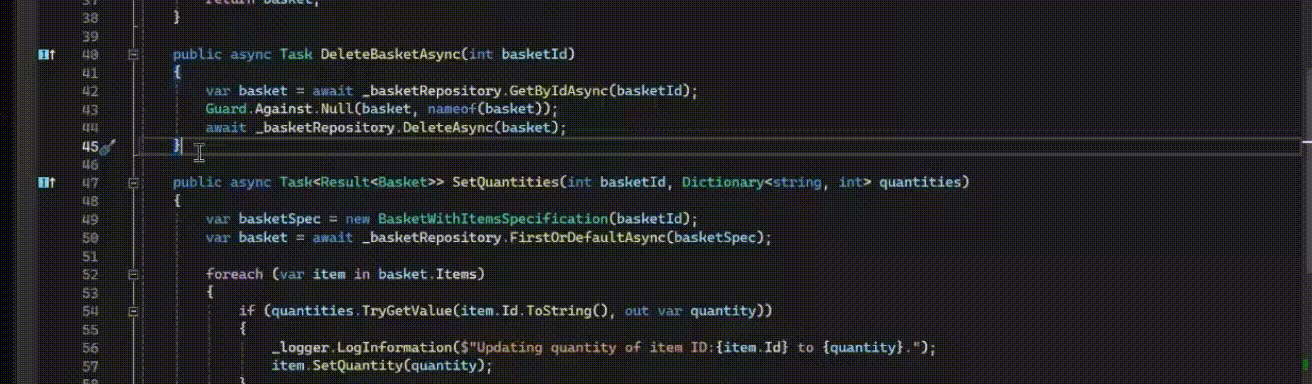 37 return basket;
38 }
39
40 public async Task DeleteBasketAsync(int basketId)
41 {
42 var basket = await _basketRepository.GetByIdAsync(basketId);
43 Guard.Against.Null(basket, nameof(basket));
44 await _basketRepository.DeleteAsync(basket);
45 }
46
47 public async Task<Result<Basket>> SetQuantities(int basketId, Dictionary<string, int> quantities)
48 {
49 var basketSpec = new BasketWithItemsSpecification(basketId);
50 var basket = await _basketRepository.FirstOrDefaultAsync(basketSpec);
51
52 foreach (var item in basket.Items)
53 {
54 if (quantities.TryGetValue(item.Id.ToString(), out var quantity))
55 {
56 _logger.LogInformation($"Updating quantity of item ID:{item.Id} to {quantity}.");
57 item.SetQuantity(quantity);
58 }